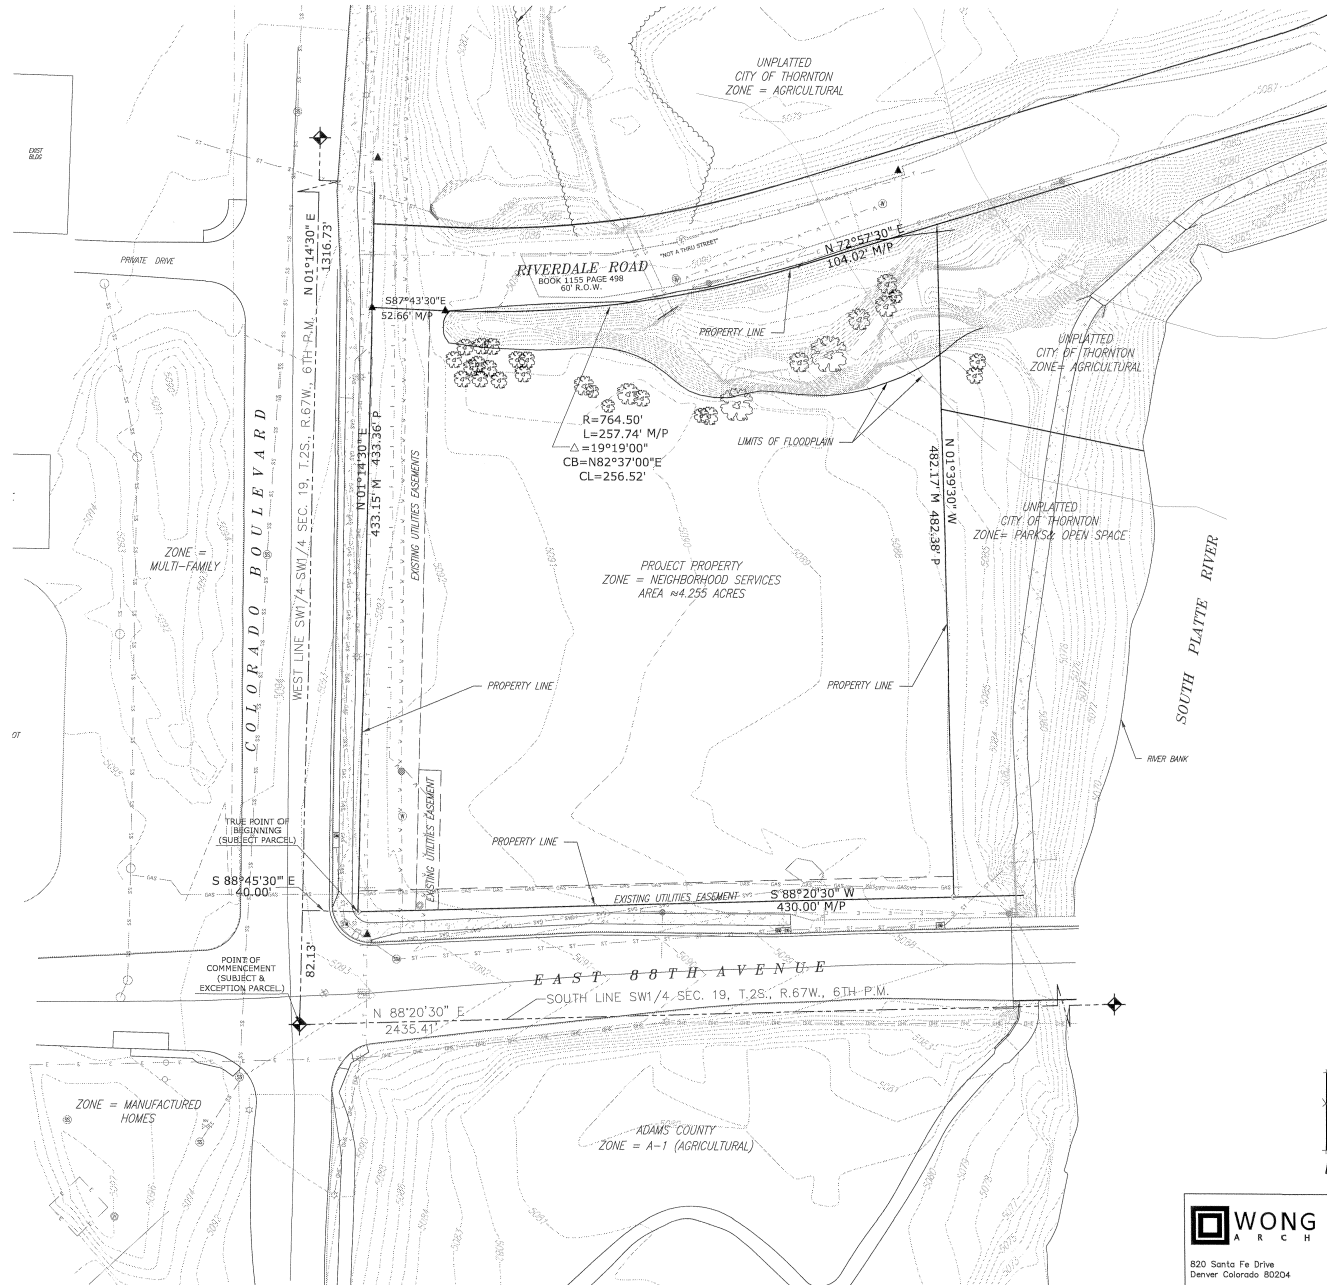 UNPLATTED
CITY OF THORNTON
ZONE = AGRICULTURAL
EXIST
BLDG
PRIVATE DRIVE
N 01°14'30" E
1316.73'
"NOT A THRU STREET"
RIVERDALE ROAD
BOOK 1155 PAGE 498
60' R.O.W.
N 72°57'30" E
104.02' M/P
S87°43'30"E
52.66' M/P
PROPERTY LINE
UNPLATTED
CITY OF THORNTON
ZONE= AGRICULTURAL
R=764.50'
L=257.74' M/P
△=19°19'00"
CB=N82°37'00"E
CL=256.52'
LIMITS OF FLOODPLAIN
COLORADO BOULEVARD
WEST LINE SW1/4 SW1/4 SEC. 19, T.2S., R.67W., 6TH P.M.
N 01°14'30" E
433.15' M 433.36' P
EXISTING UTILITIES EASEMENTS
N 01°39'30" W
482.17' M 482.38' P
UNPLATTED
CITY OF THORNTON
ZONE= PARKS& OPEN SPACE
ZONE =
MULTI-FAMILY
PROJECT PROPERTY
ZONE = NEIGHBORHOOD SERVICES
AREA ≈4.255 ACRES
SOUTH PLATTE RIVER
PROPERTY LINE
PROPERTY LINE
OT
RIVER BANK
TRUE POINT OF
BEGINNING
(SUBJECT PARCEL)
PROPERTY LINE
EXISTING UTILITY EASEMENT
S 88°45'30" E
40.00'
EXISTING UTILITIES EASEMENT
S 88°20'30" W
430.00' M/P
82.13'
POINT OF
COMMENCEMENT
(SUBJECT &
EXCEPTION PARCEL)
EAST 88TH AVENUE
SOUTH LINE SW1/4 SEC. 19, T.2S., R.67W., 6TH P.M.
N 88°20'30" E
2435.41'
ZONE = MANUFACTURED
HOMES
ADAMS COUNTY
ZONE = A-1 (AGRICULTURAL)
WONG
ARCH
820 Santa Fe Drive
Denver Colorado 80204